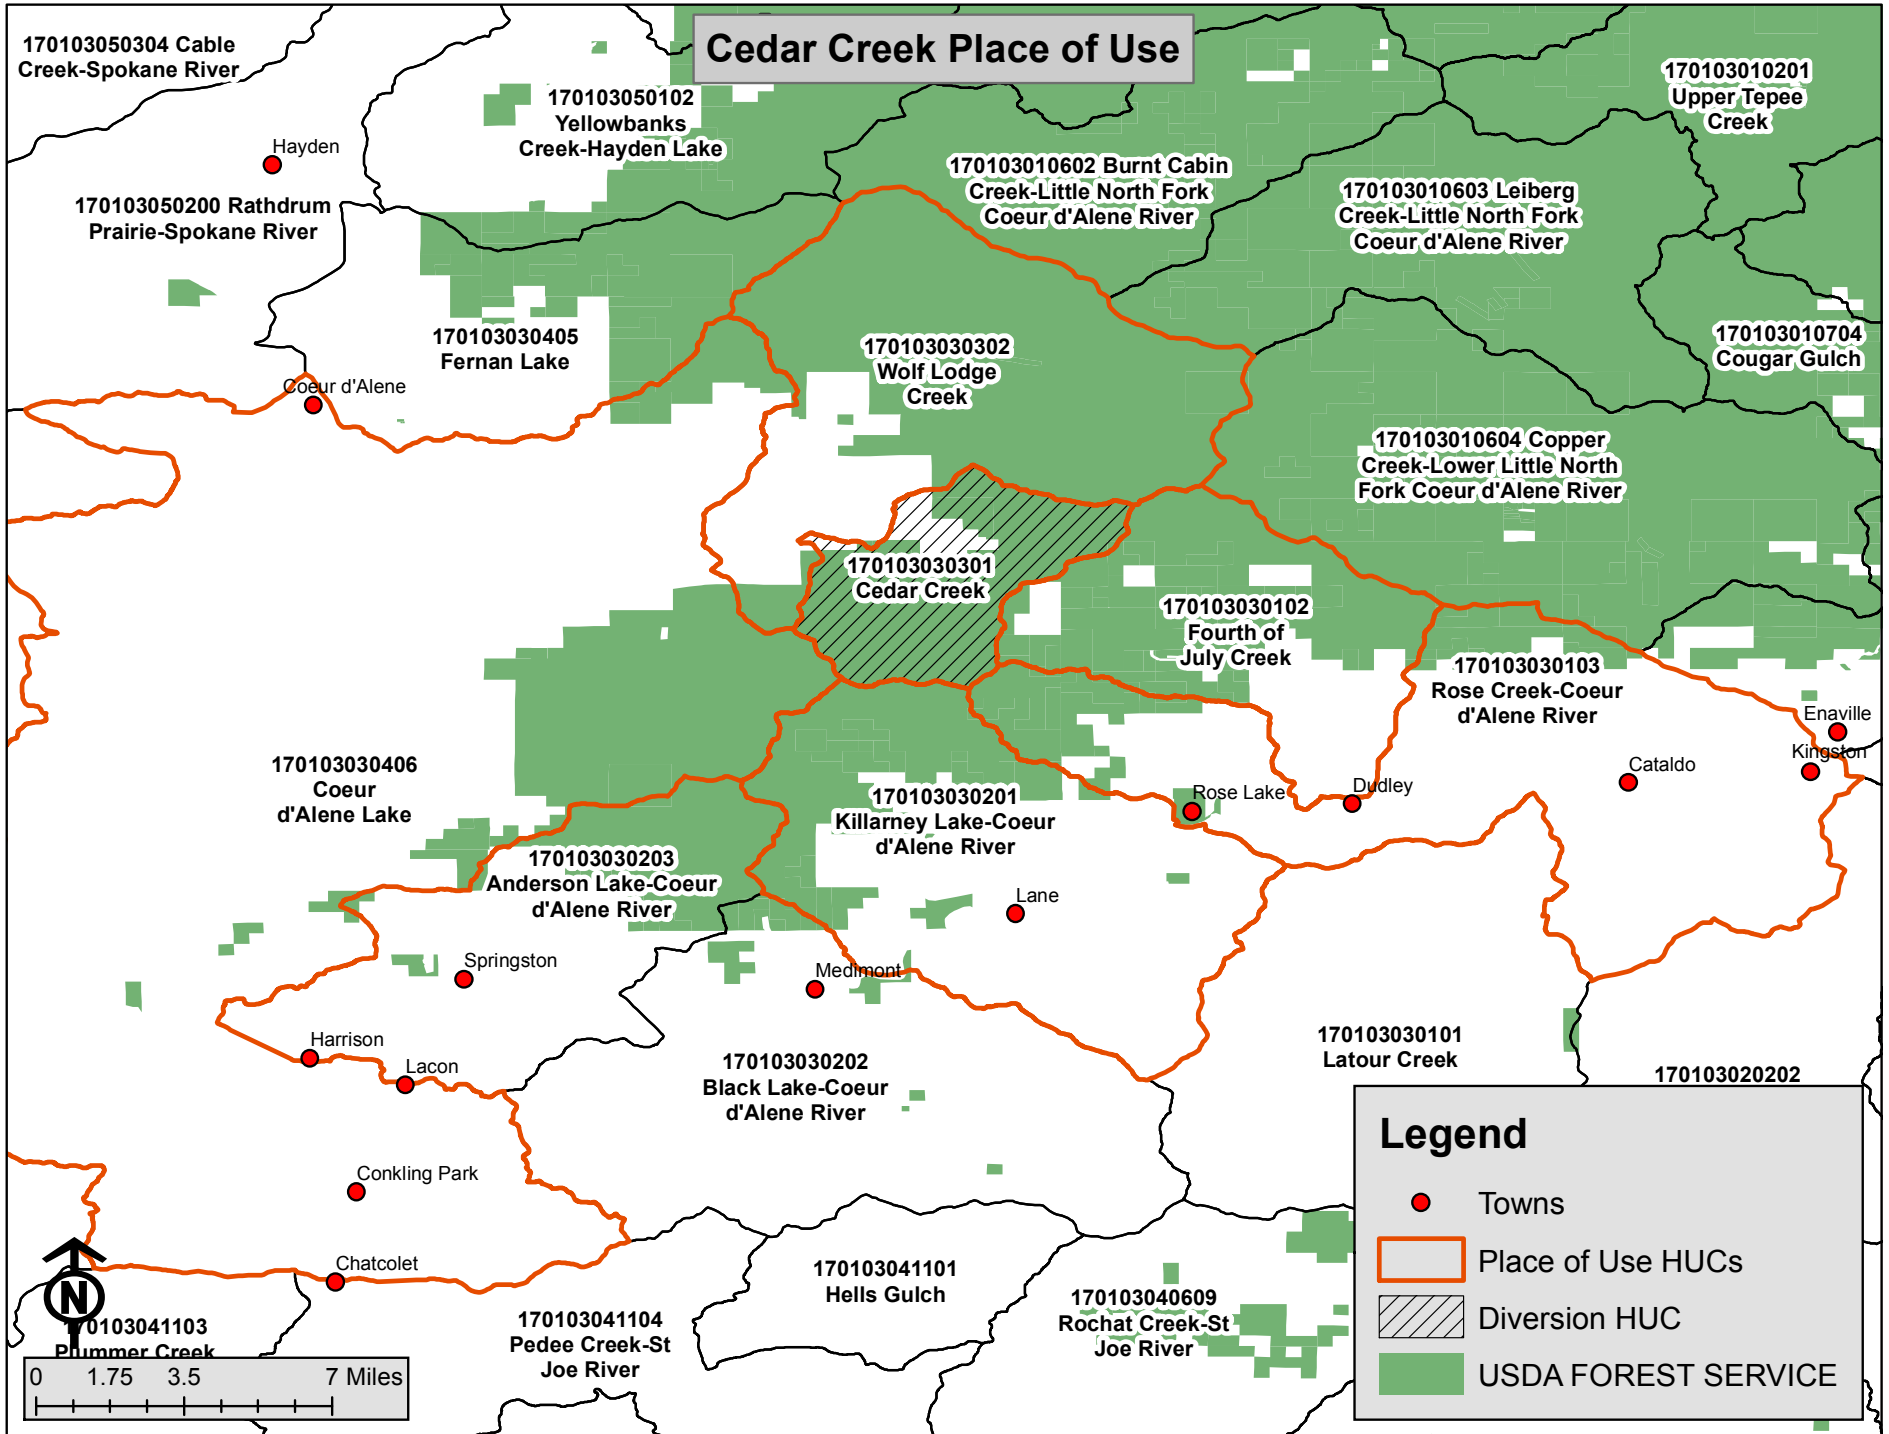 Cedar Creek Place of Use
170103050304 Cable
Creek-Spokane River
170103050102
Yellowbanks
Creek-Hayden Lake
170103010201
Upper Tepee
Creek
Hayden
170103050200 Rathdrum
Prairie-Spokane River
170103010602 Burnt Cabin
Creek-Little North Fork
Coeur d'Alene River
170103010603 Leiberg
Creek-Little North Fork
Coeur d'Alene River
170103030405
Fernan Lake
170103030302
Wolf Lodge
Creek
170103010704
Cougar Gulch
Coeur d'Alene
170103010604 Copper
Creek-Lower Little North
Fork Coeur d'Alene River
170103030301
Cedar Creek
170103030102
Fourth of
July Creek
170103030103
Rose Creek-Coeur
d'Alene River
Enaville
Kingston
Cataldo
170103030406
Coeur
d'Alene Lake
170103030201
Killarney Lake-Coeur
d'Alene River
Rose Lake
Dudley
170103030203
Anderson Lake-Coeur
d'Alene River
Lane
Springston
Medimont
Harrison
Lacon
170103030202
Black Lake-Coeur
d'Alene River
170103030101
Latour Creek
170103020202
Conkling Park
Chatcolet
170103041101
Hells Gulch
170103041104
Pedee Creek-St
Joe River
170103040609
Rochat Creek-St
Joe River
N
170103041103
Plummer Creek
0 1.75 3.5 7 Miles
Legend
Towns
Place of Use HUCs
Diversion HUC
USDA FOREST SERVICE